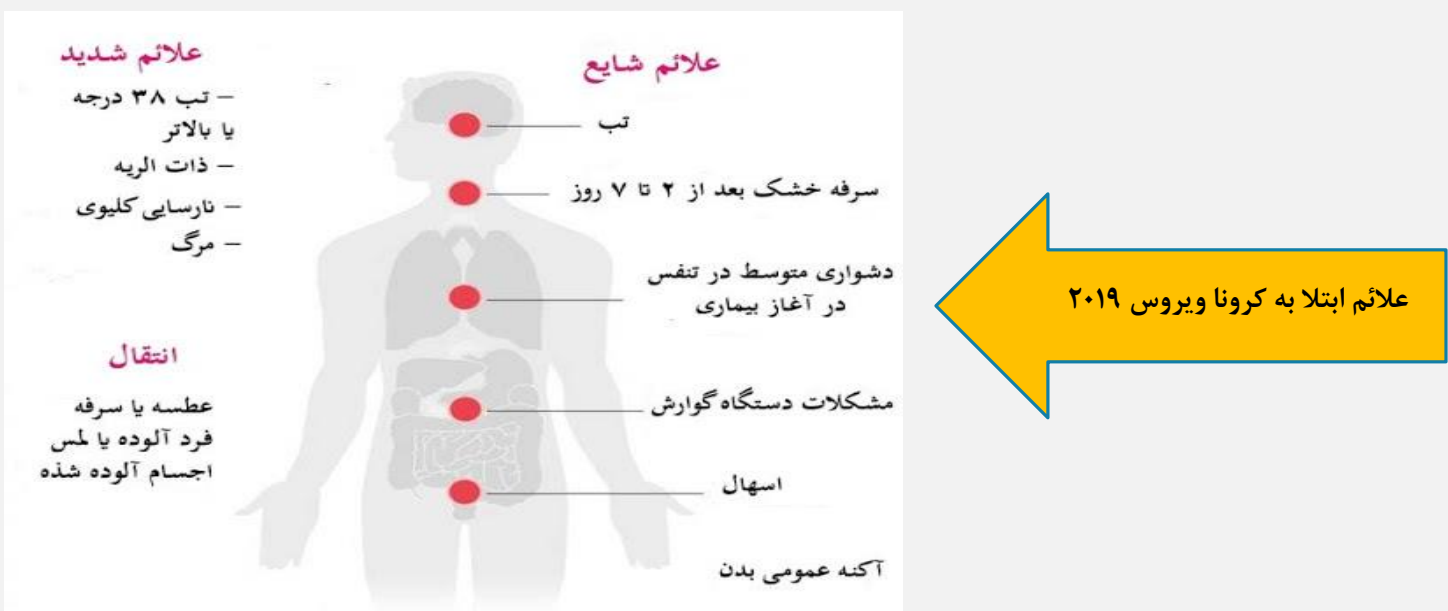 علائم شایع
تب
سرفه خشک بعد از ۲ تا ۷ روز
دشواری متوسط در تنفس
در آغاز بیماری
مشکلات دستگاه گوارش
اسهال
آکنه عمومی بدن
علائم شدید
– تب ۳۸ درجه
یا بالاتر
– ذات الریه
– نارسایی کلیوی
– مرگ
انتقال
عطسه یا سرفه
فرد آلوده یا لمس
اجسام آلوده شذه
علائم ابتلا به کرونا ویروس ۲۰۱۹